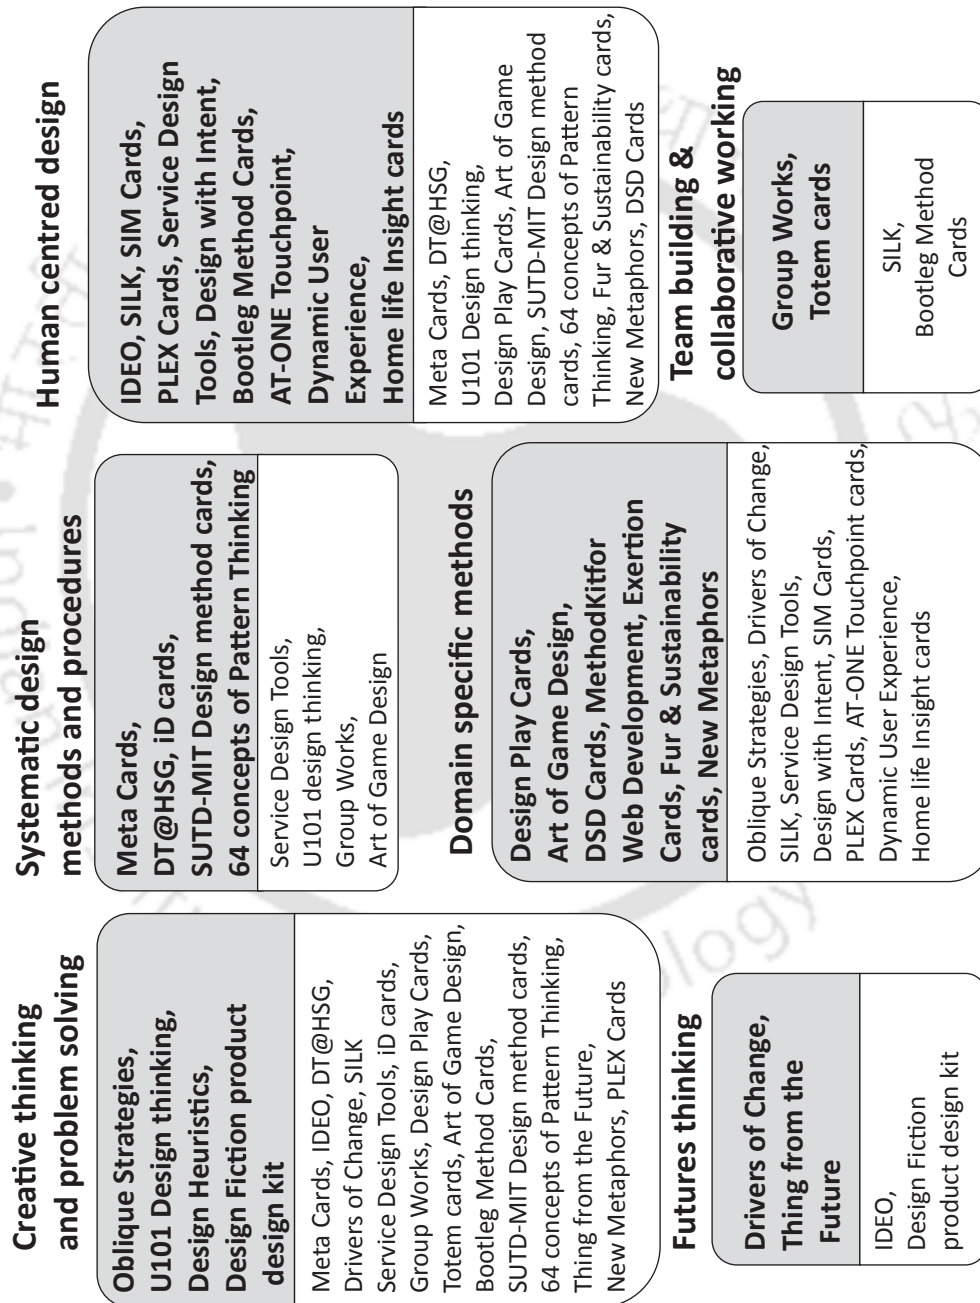 Creative thinking
and problem solving
Oblique Strategies,
U101 Design thinking,
Design Heuristics,
Design Fiction product
design kit
Meta Cards, IDEO, DT@HSG,
Drivers of Change, SILK
Service Design Tools, iD cards,
Group Works, Design Play Cards,
Totem cards, Art of Game Design,
Bootleg Method Cards,
SUTD-MIT Design method cards,
64 concepts of Pattern Thinking,
Thing from the Future,
New Metaphors, PLEX Cards
Systematic design
methods and procedures
Meta Cards,
DT@HSG, iD cards,
SUTD-MIT Design method cards,
64 concepts of Pattern Thinking
Service Design Tools,
U101 design thinking,
Group Works,
Art of Game Design
Human centred design
IDEO, SILK, SIM Cards,
PLEX Cards, Service Design
Tools, Design with Intent,
Bootleg Method Cards,
AT-ONE Touchpoint,
Dynamic User
Experience,
Home life Insight cards
Meta Cards, DT@HSG,
U101 Design thinking,
Design Play Cards, Art of Game
Design, SUTD-MIT Design method
cards, 64 concepts of Pattern
Thinking, Fur & Sustainability cards,
New Metaphors, DSD Cards
Futures thinking
Drivers of Change,
Thing from the
Future
IDEO,
Design Fiction
product design kit
Domain specific methods
Design Play Cards,
Art of Game Design,
DSD Cards, MethodKitfor
Web Development, Exertion
Cards, Fur & Sustainability
cards, New Metaphors
Oblique Strategies, Drivers of Change,
SILK, Service Design Tools,
Design with Intent, SIM Cards,
PLEX Cards, AT-ONE Touchpoint cards,
Dynamic User Experience,
Home life Insight cards
Team building &
collaborative working
Group Works,
Totem cards
SILK,
Bootleg Method
Cards